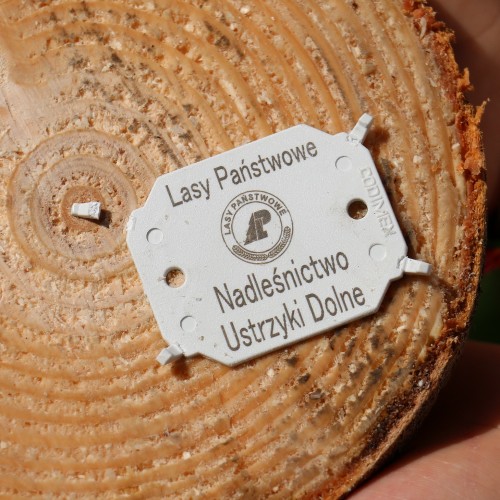 Lasy Państwowe
LASY PAŃSTWOWE
Nadleśnictwo
Ustrzyki Dolne
CODIMEX